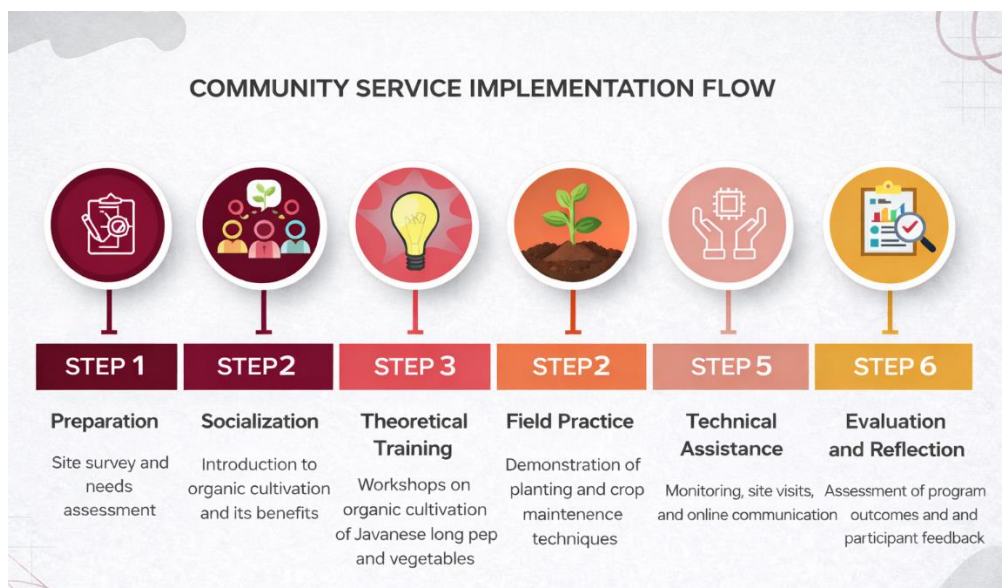 COMMUNITY SERVICE IMPLEMENTATION FLOW
STEP 1
Preparation
Site survey and
needs
assessment
STEP2
Socialization
Introduction to
organic cultivation
and its benefits
STEP 3
Theoretical
Training
Workshops on
organic cultivation
of Javanese long pep
and vegetables
STEP2
Field Practice
Demonstration of
planting and crop
maintenence
techniques
STEP 5
Technical
Assistance
Monitoring, site visits,
and online communication
STEP 6
Evaluation
and Reflection
Assessment of program
outcomes and and
participant feedback